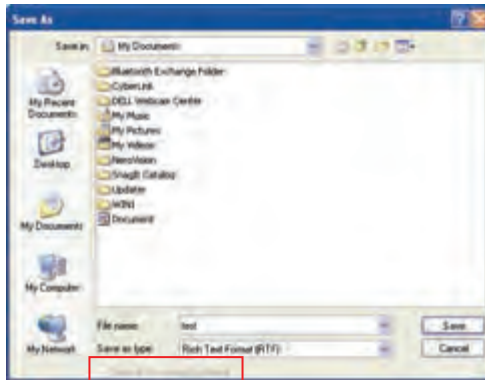 Save As
Save in:
My Documents
Bluetooth Exchange Folder
CyberLink
DELL Webcam Center
My Music
My Pictures
My Videos
NeroVision
SnagIt Catalog
Updater
WINI
Document
My Recent
Documents
Desktop
My Documents
My Computer
My Network
File name:
test
Save
Save as type:
Rich Text Format (RTF)
Cancel